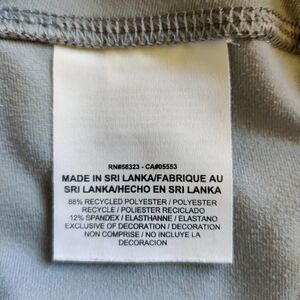 RN#56323 - CA#05553
MADE IN SRI LANKA/FABRIQUE AU
SRI LANKA/HECHO EN SRI LANKA
88% RECYCLED POLYESTER / POLYESTER
RECYCLE / POLIESTER RECICLADO
12% SPANDEX / ELASTHANNE / ELASTANO
EXCLUSIVE OF DECORATION / DECORATION
NON COMPRISE / NO INCLUYE LA
DECORACION